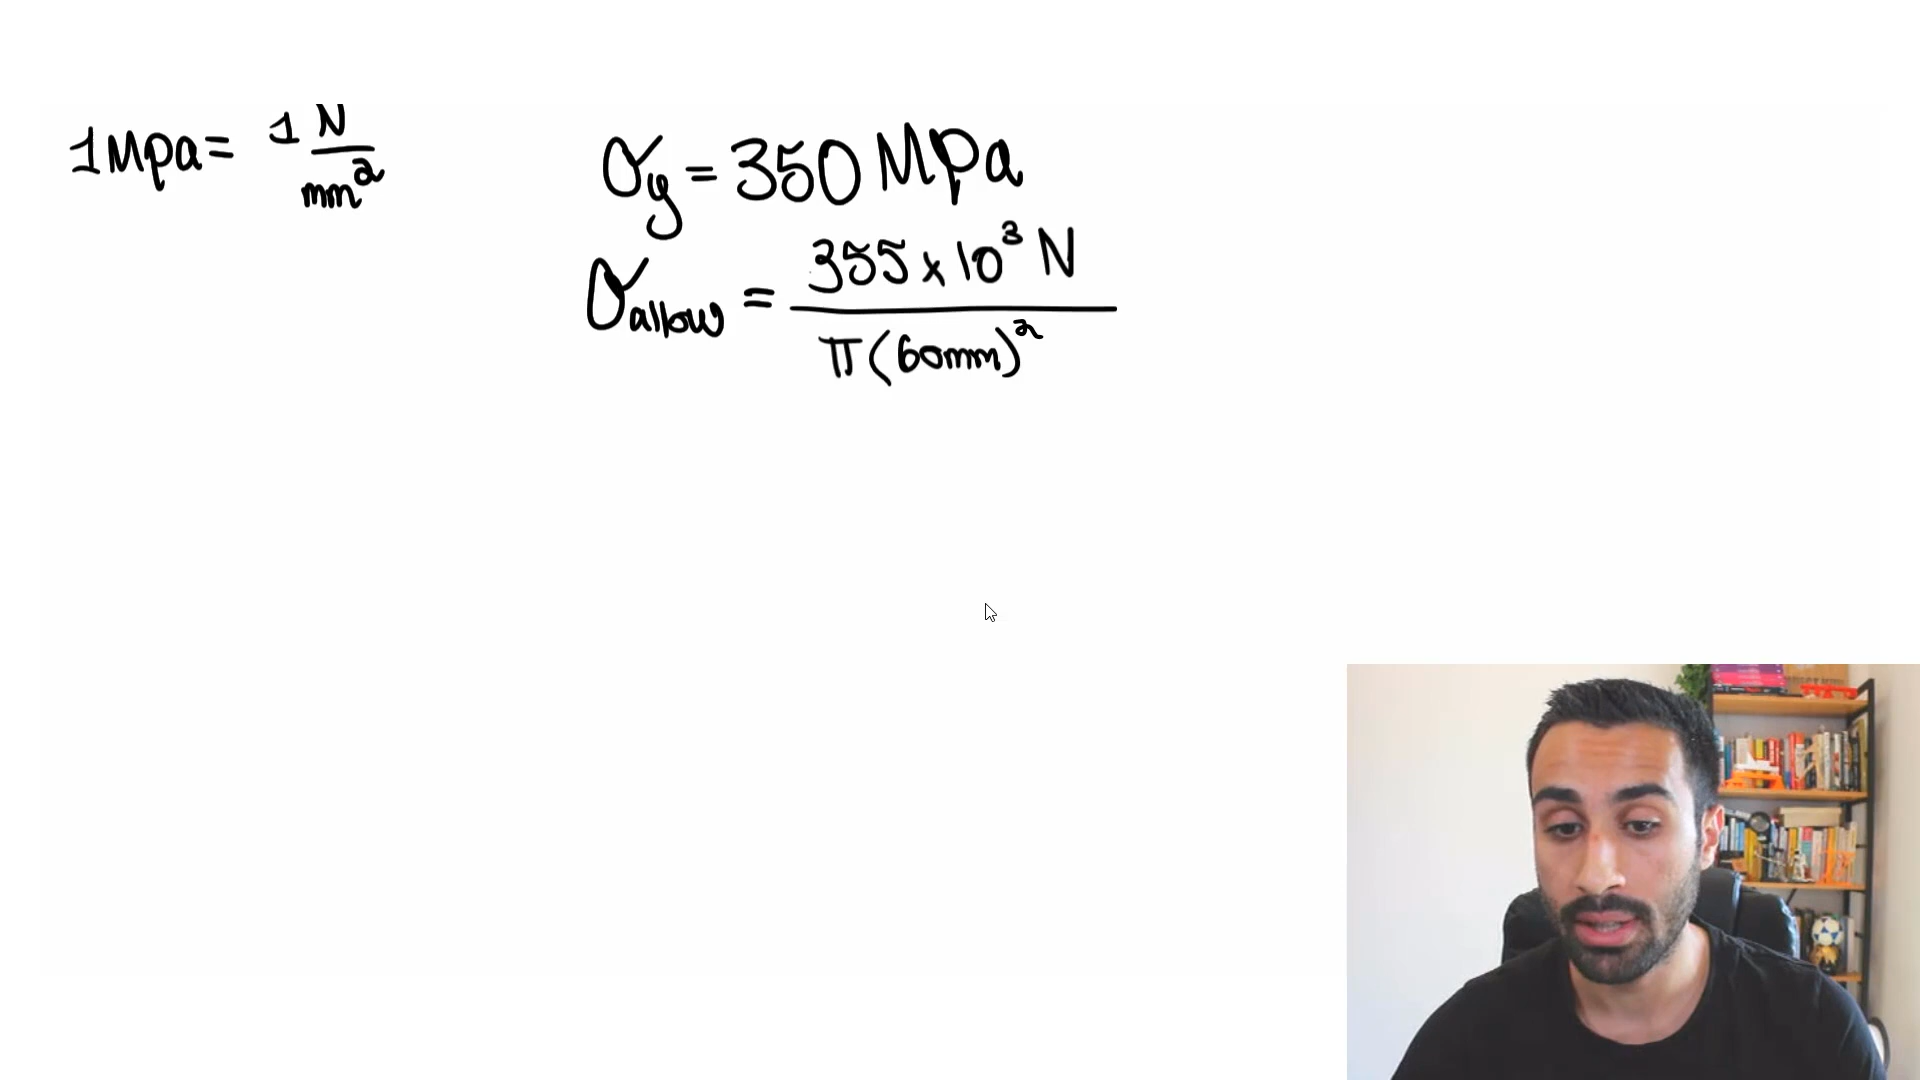 1Mpa = 1 N/mm²
σy = 350 MPa
σallow = 355 x 10³ N / π(60mm)²